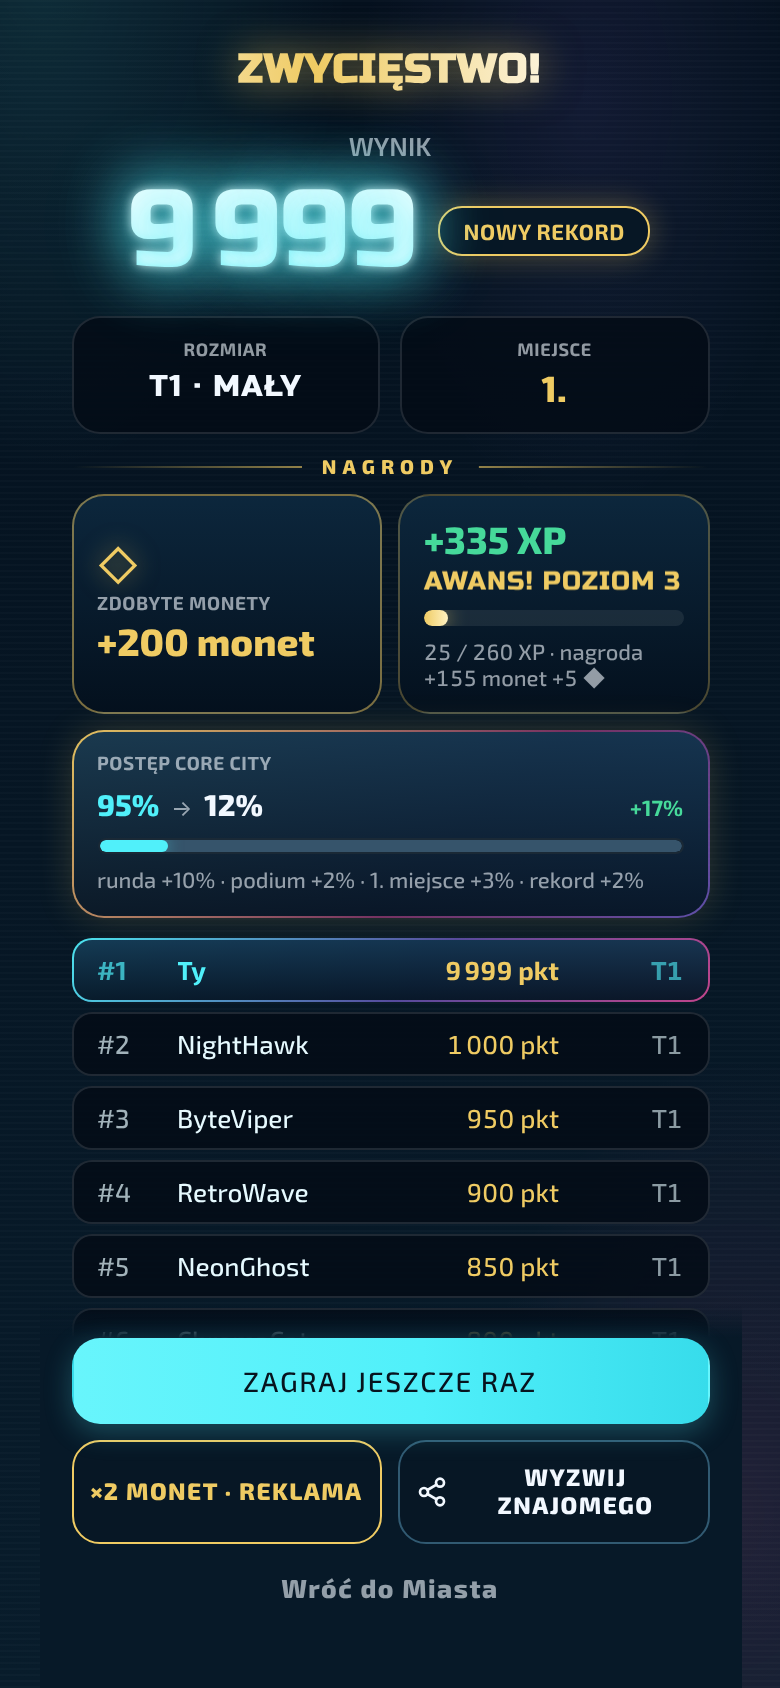 ZWYCIĘSTWO!
WYNIK
9 999
NOWY REKORD
ROZMIAR
T1 · MAŁY
MIEJSCE
1.
NAGRODY
ZDOBYTE MONETY
+200 monet
+335 XP
AWANS! POZIOM 3
25 / 260 XP · nagroda
+155 monet +5 ◆
POSTĘP CORE CITY
95% → 12%
+17%
runda +10% · podium +2% · 1. miejsce +3% · rekord +2%
#1 Ty 9 999 pkt T1
#2 NightHawk 1 000 pkt T1
#3 ByteViper 950 pkt T1
#4 RetroWave 900 pkt T1
#5 NeonGhost 850 pkt T1
ZAGRAJ JESZCZE RAZ
×2 MONET · REKLAMA
WYZWIJ
ZNAJOMEGO
Wróć do Miasta